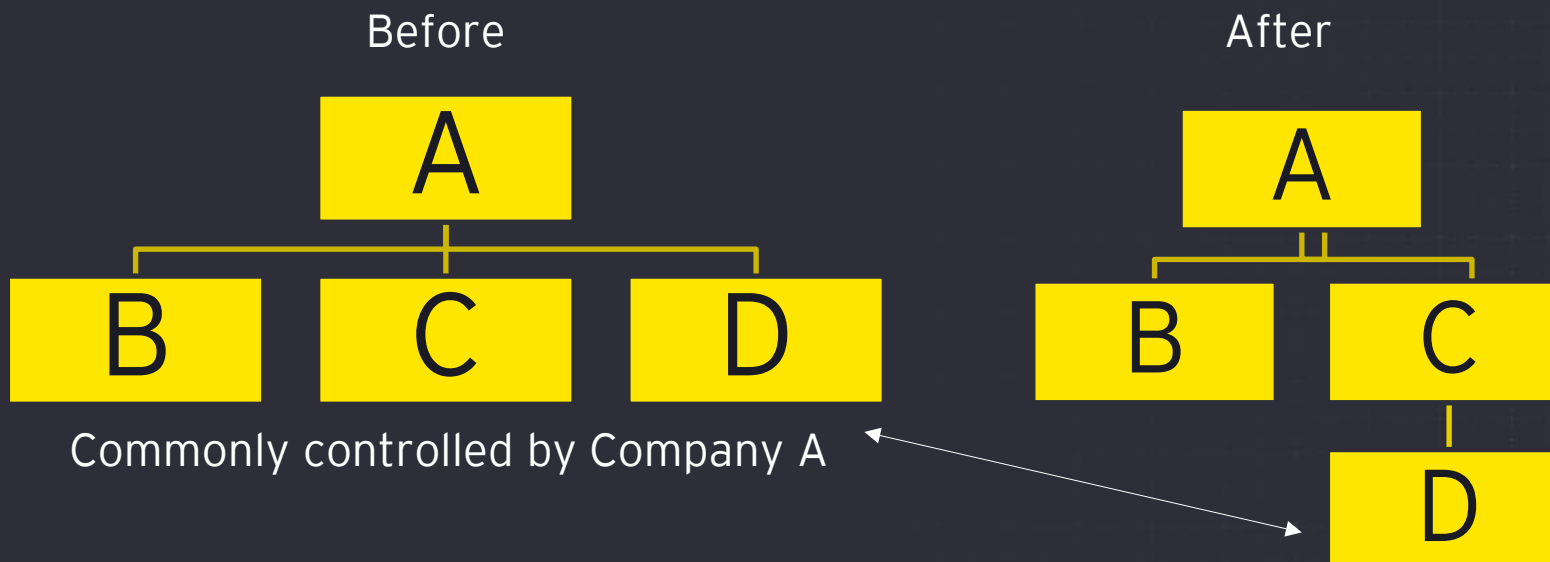 Before
A
B C D
Commonly controlled by Company A
After
A
B C
D